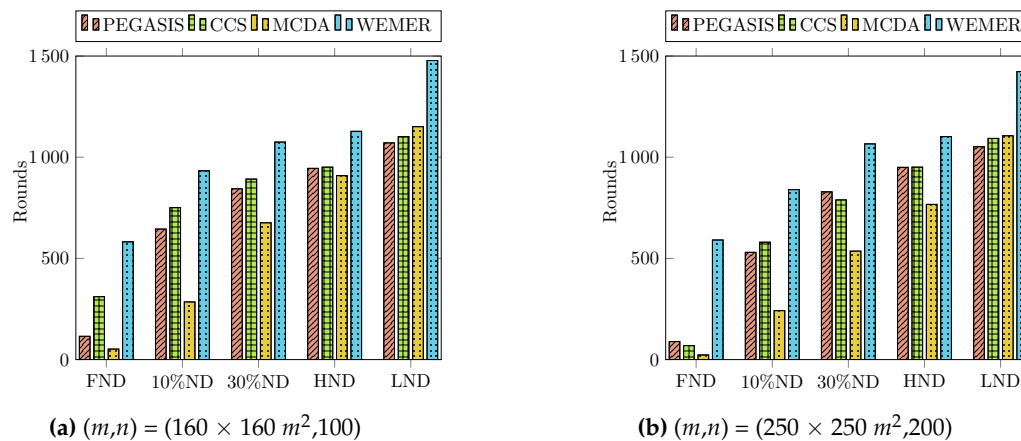 PEGASIS CCS MCDA WEMER
1 500
1 000
500
0
Rounds
FND 10%ND 30%ND HND LND
(a) (m,n) = (160 × 160 m²,100)
PEGASIS CCS MCDA WEMER
1 500
1 000
500
0
Rounds
FND 10%ND 30%ND HND LND
(b) (m,n) = (250 × 250 m²,200)